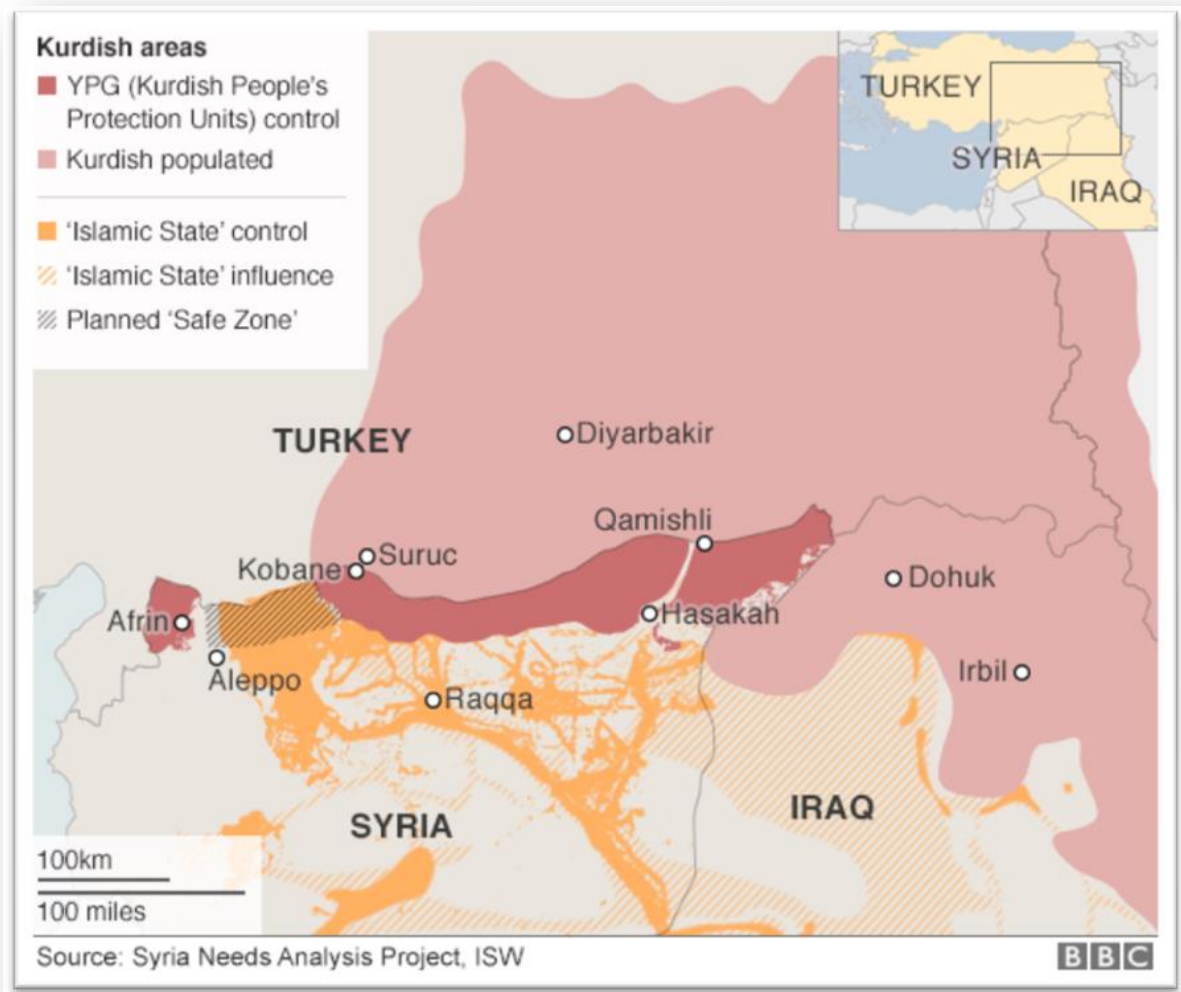 Kurdish areas
YPG (Kurdish People's
Protection Units) control
Kurdish populated
'Islamic State' control
'Islamic State' influence
Planned 'Safe Zone'
TURKEY
SYRIA
IRAQ
TURKEY
Diyarbakir
Qamishli
Suruc
Kobane
Dohuk
Afrin
Hasakah
Aleppo
Irbil
Raqqa
SYRIA
IRAQ
100km
100 miles
Source: Syria Needs Analysis Project, ISW
BBC